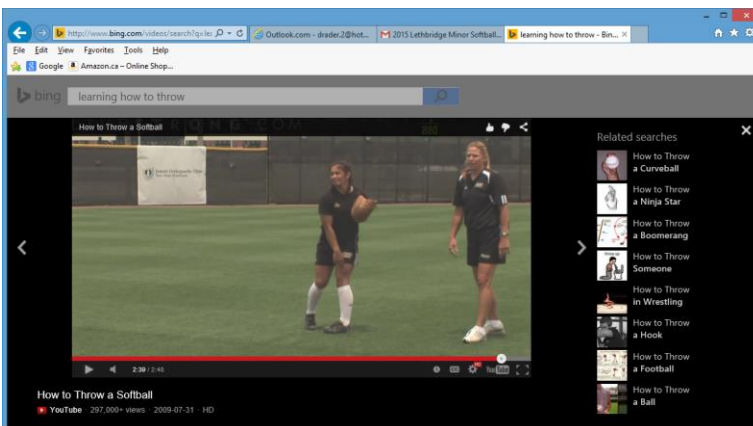 http://www.bing.com/videos/search?q=le
Outlook.com - drader.2@hot...
2015 Lethbridge Minor Softball...
learning how to throw - Bin...
File Edit View Favorites Tools Help
Google
Amazon.ca – Online Shop...
bing
learning how to throw
How to Throw a Softball
2:39 / 2:45
HD
YouTube
How to Throw a Softball
YouTube · 297,000+ views · 2009-07-31 · HD
Related searches
How to Throw
a Curveball
How to Throw
a Ninja Star
How to Throw
a Boomerang
How to Throw
Someone
How to Throw
in Wrestling
How to Throw
a Hook
How to Throw
a Football
How to Throw
a Ball